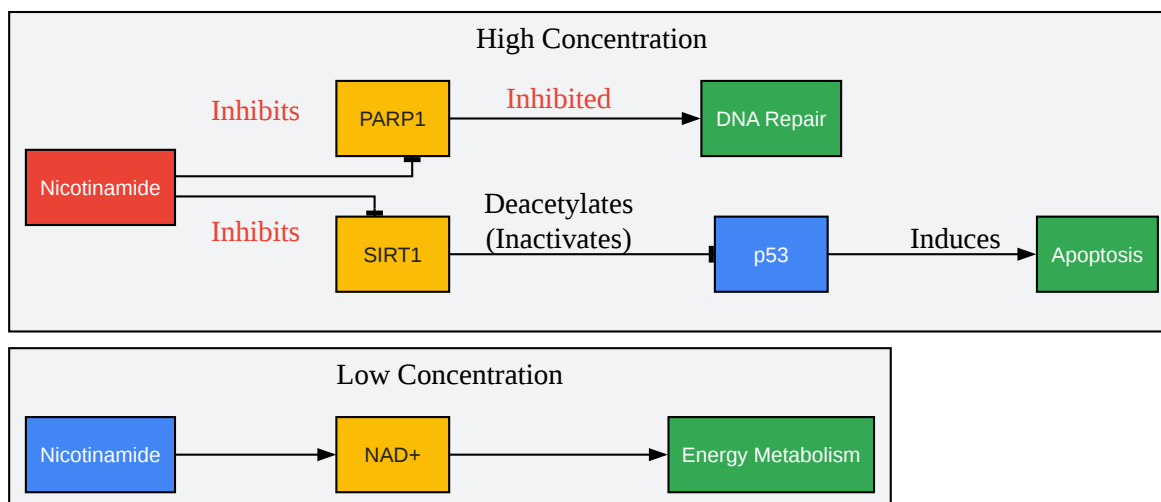 High Concentration
Inhibits
PARP1
Inhibited
DNA Repair
Nicotinamide
Inhibits
SIRT1
Deacetylates
(Inactivates)
p53
Induces
Apoptosis
Low Concentration
Nicotinamide
NAD+
Energy Metabolism